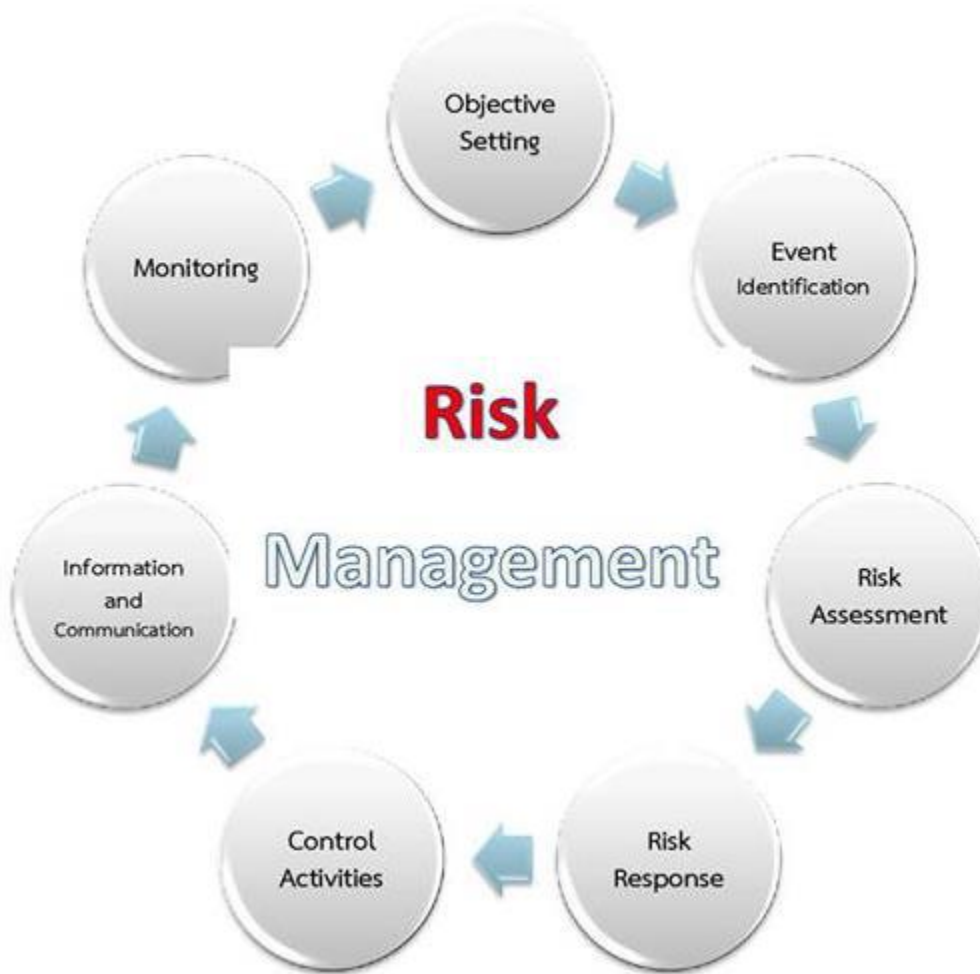 Objective
Setting
Event
Identification
Risk
Assessment
Risk
Response
Control
Activities
Information
and
Communication
Monitoring
Risk
Management